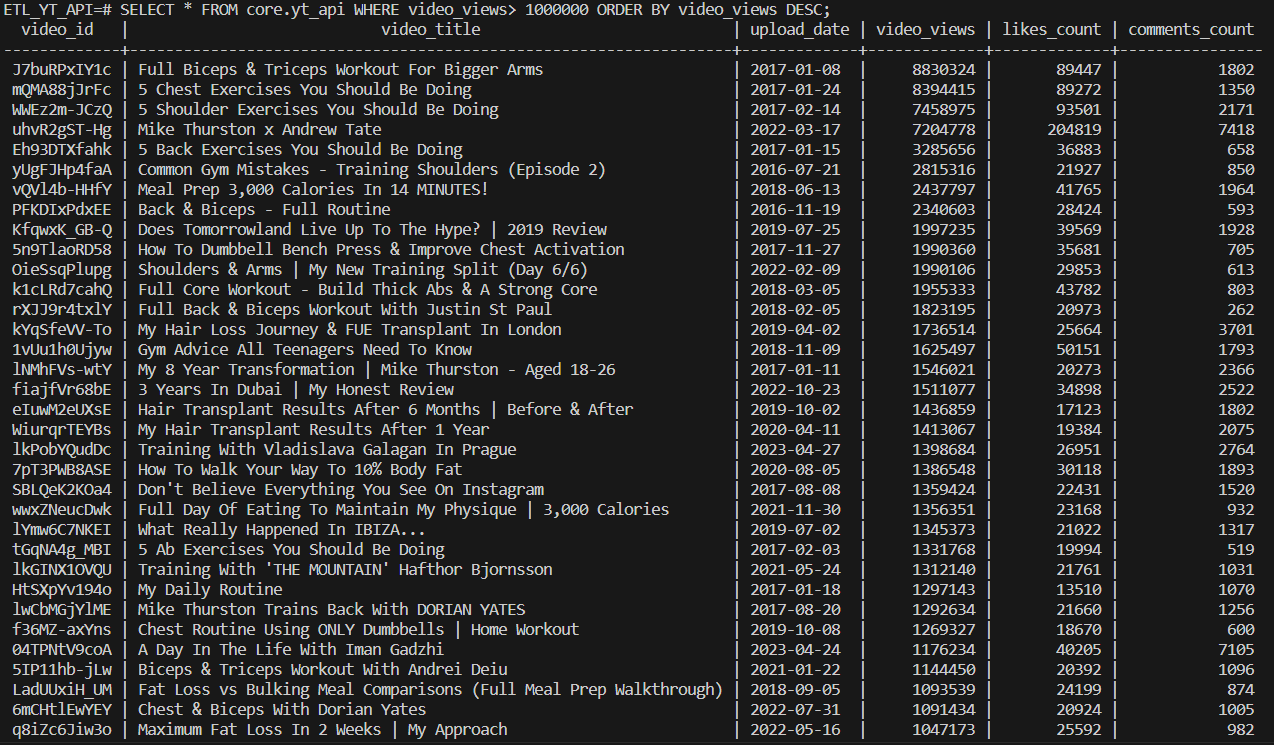 ETL_YT_API=# SELECT * FROM core.yt_api WHERE video_views> 1000000 ORDER BY video_views DESC;
  video_id   |                            video_title                            | upload_date | video_views | likes_count | comments_count
-------------+-------------------------------------------------------------------+-------------+-------------+-------------+----------------
 J7buRPxIY1c | Full Biceps & Triceps Workout For Bigger Arms                     | 2017-01-08  |     8830324 |       89447 |           1802
 mQMA88jJrFc | 5 Chest Exercises You Should Be Doing                             | 2017-01-24  |     8394415 |       89272 |           1350
 WWEz2m-JCzQ | 5 Shoulder Exercises You Should Be Doing                          | 2017-02-14  |     7458975 |       93501 |           2171
 uhvR2gST-Hg | Mike Thurston x Andrew Tate                                       | 2022-03-17  |     7204778 |      204819 |           7418
 Eh93DTXfahk | 5 Back Exercises You Should Be Doing                              | 2017-01-15  |     3285656 |       36883 |            658
 yUgFJHp4faA | Common Gym Mistakes - Training Shoulders (Episode 2)              | 2016-07-21  |     2815316 |       21927 |            850
 vQVl4b-HHfY | Meal Prep 3,000 Calories In 14 MINUTES!                           | 2018-06-13  |     2437797 |       41765 |           1964
 PFKDIxPdxEE | Back & Biceps - Full Routine                                      | 2016-11-19  |     2340603 |       28424 |            593
 KfqwxK_GB-Q | Does Tomorrowland Live Up To The Hype? | 2019 Review              | 2019-07-25  |     1997235 |       39569 |           1928
 5n9TlaoRD58 | How To Dumbbell Bench Press & Improve Chest Activation            | 2017-11-27  |     1990360 |       35681 |            705
 OieSsqPlupg | Shoulders & Arms | My New Training Split (Day 6/6)                | 2022-02-09  |     1990106 |       29853 |            613
 k1cLRd7cahQ | Full Core Workout - Build Thick Abs & A Strong Core               | 2018-03-05  |     1955333 |       43782 |            803
 rXJJ9r4txlY | Full Back & Biceps Workout With Justin St Paul                    | 2018-02-05  |     1823195 |       20973 |            262
 kYqSfeVV-To | My Hair Loss Journey & FUE Transplant In London                   | 2019-04-02  |     1736514 |       25664 |           3701
 1vUu1h0Ujyw | Gym Advice All Teenagers Need To Know                             | 2018-11-09  |     1625497 |       50151 |           1793
 lNMhFVs-wtY | My 8 Year Transformation | Mike Thurston - Aged 18-26             | 2017-01-11  |     1546021 |       20273 |           2366
 fiajfVr68bE | 3 Years In Dubai | My Honest Review                               | 2022-10-23  |     1511077 |       34898 |           2522
 eIuwM2eUXsE | Hair Transplant Results After 6 Months | Before & After           | 2019-10-02  |     1436859 |       17123 |           1802
 WiurqrTEYBs | My Hair Transplant Results After 1 Year                           | 2020-04-11  |     1413067 |       19384 |           2075
 lkPobYQudDc | Training With Vladislava Galagan In Prague                        | 2023-04-27  |     1398684 |       26951 |           2764
 7pT3PWB8ASE | How To Walk Your Way To 10% Body Fat                              | 2020-08-05  |     1386548 |       30118 |           1893
 SBLQeK2KOa4 | Don't Believe Everything You See On Instagram                     | 2017-08-08  |     1359424 |       22431 |           1520
 wwxZNeucDwk | Full Day Of Eating To Maintain My Physique | 3,000 Calories       | 2021-11-30  |     1356351 |       23168 |            932
 lYmw6C7NKEI | What Really Happened In IBIZA...                                  | 2019-07-02  |     1345373 |       21022 |           1317
 tGqNA4g_MBI | 5 Ab Exercises You Should Be Doing                                | 2017-02-03  |     1331768 |       19994 |            519
 lkGINX1OVQU | Training With 'THE MOUNTAIN' Hafthor Bjornsson                    | 2021-05-24  |     1312140 |       21761 |           1031
 HtSXpYv194o | My Daily Routine                                                  | 2017-01-18  |     1297143 |       13510 |           1070
 lwCbMGjYlME | Mike Thurston Trains Back With DORIAN YATES                       | 2017-08-20  |     1292634 |       21660 |           1256
 f36MZ-axYns | Chest Routine Using ONLY Dumbbells | Home Workout                 | 2019-10-08  |     1269327 |       18670 |            600
 04TPNtV9coA | A Day In The Life With Iman Gadzhi                                | 2023-04-24  |     1176234 |       40205 |           7105
 5IP11hb-jLw | Biceps & Triceps Workout With Andrei Deiu                         | 2021-01-22  |     1144450 |       20392 |           1096
 LadUUxiH_UM | Fat Loss vs Bulking Meal Comparisons (Full Meal Prep Walkthrough) | 2018-09-05  |     1093539 |       24199 |            874
 6mCHtlEwYEY | Chest & Biceps With Dorian Yates                                  | 2022-07-31  |     1091434 |       20924 |           1005
 q8iZc6Jiw3o | Maximum Fat Loss In 2 Weeks | My Approach                         | 2022-05-16  |     1047173 |       25592 |            982